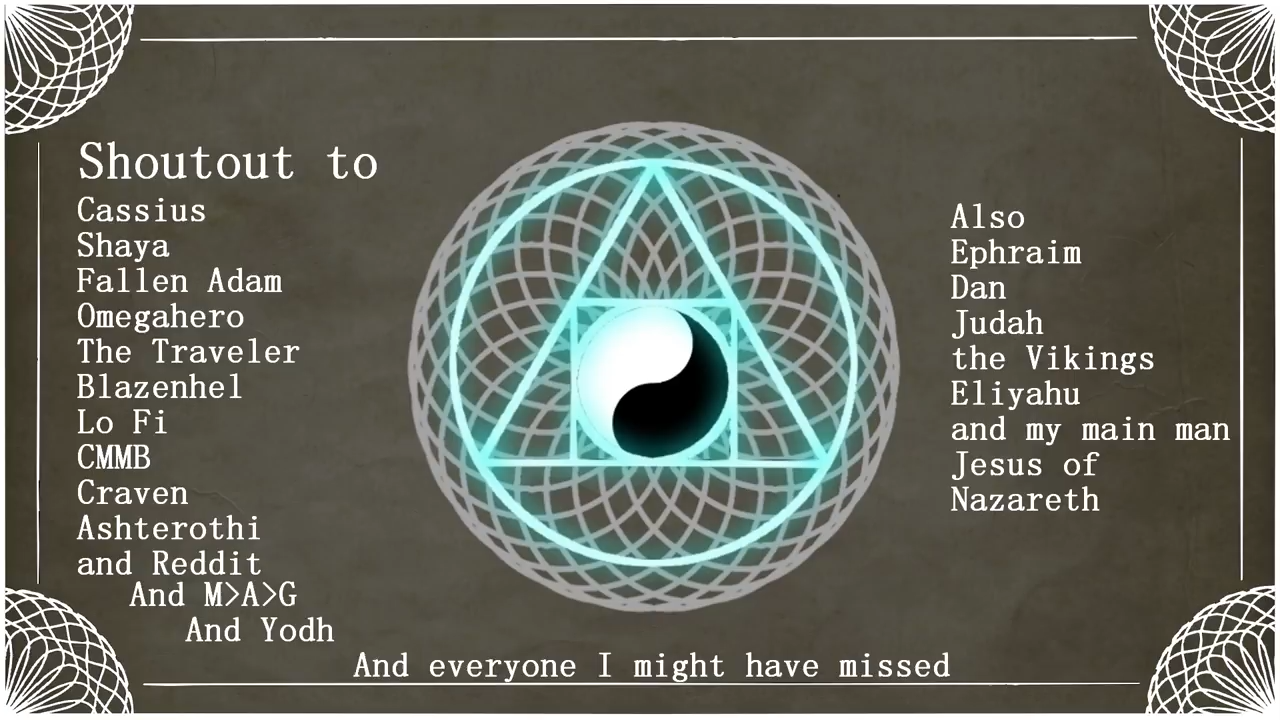 Shoutout to
Cassius
Shaya
Fallen Adam
Omegahero
The Traveler
Blazenhel
Lo Fi
CMMB
Craven
Ashterothi
and Reddit
And M>A>G
And Yodh
Also
Ephraim
Dan
Judah
the Vikings
Eliyahu
and my main man
Jesus of
Nazareth
And everyone I might have missed